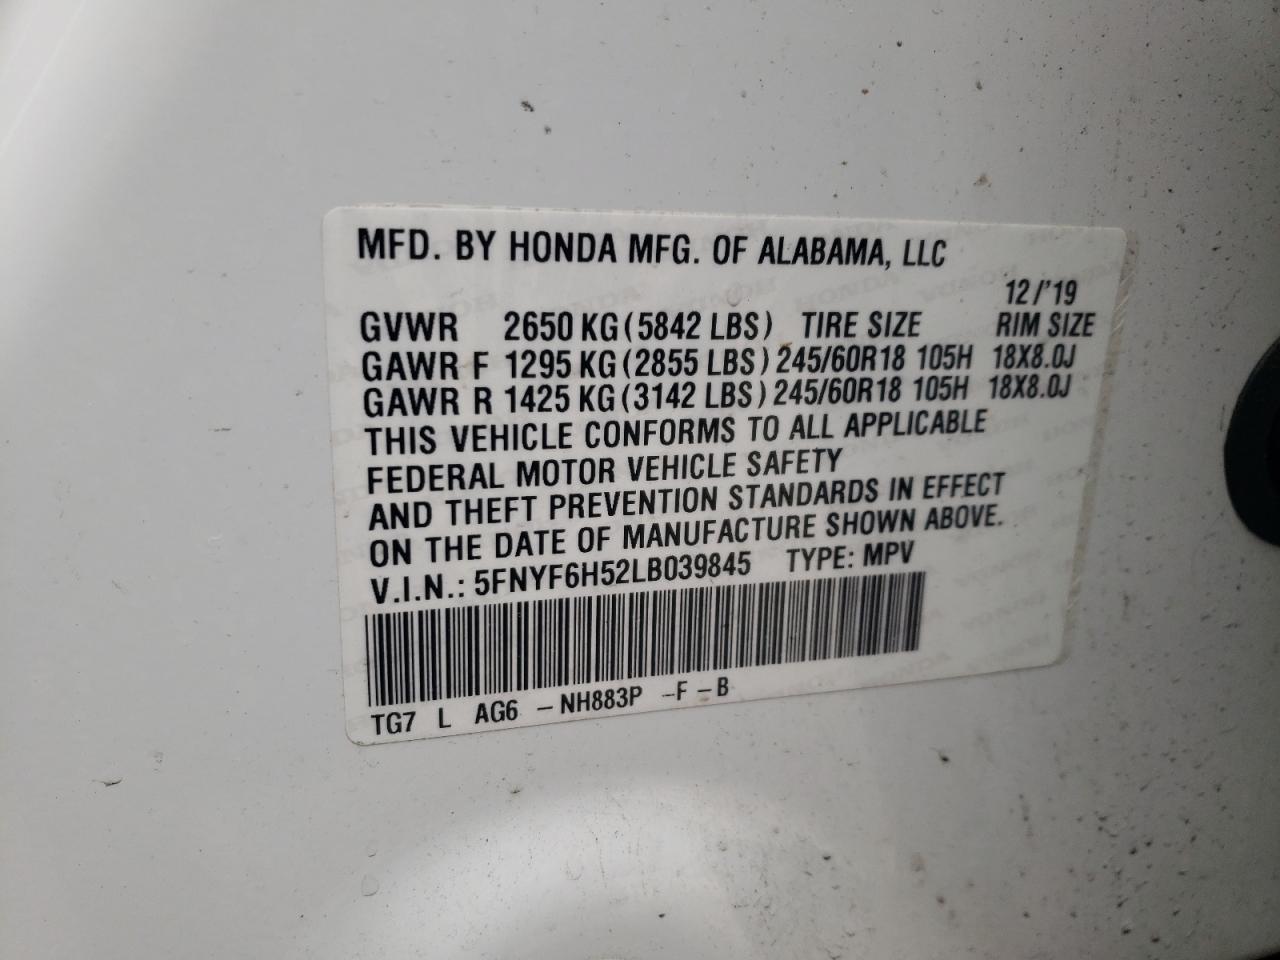 MFD. BY HONDA MFG. OF ALABAMA, LLC
12/'19
GVWR 2650 KG (5842 LBS) TIRE SIZE RIM SIZE
GAWR F 1295 KG (2855 LBS) 245/60R18 105H 18X8.0J
GAWR R 1425 KG (3142 LBS) 245/60R18 105H 18X8.0J
THIS VEHICLE CONFORMS TO ALL APPLICABLE
FEDERAL MOTOR VEHICLE SAFETY
AND THEFT PREVENTION STANDARDS IN EFFECT
ON THE DATE OF MANUFACTURE SHOWN ABOVE.
V.I.N.: 5FNYF6H52LB039845 TYPE: MPV
TG7 L AG6 - NH883P -F - B